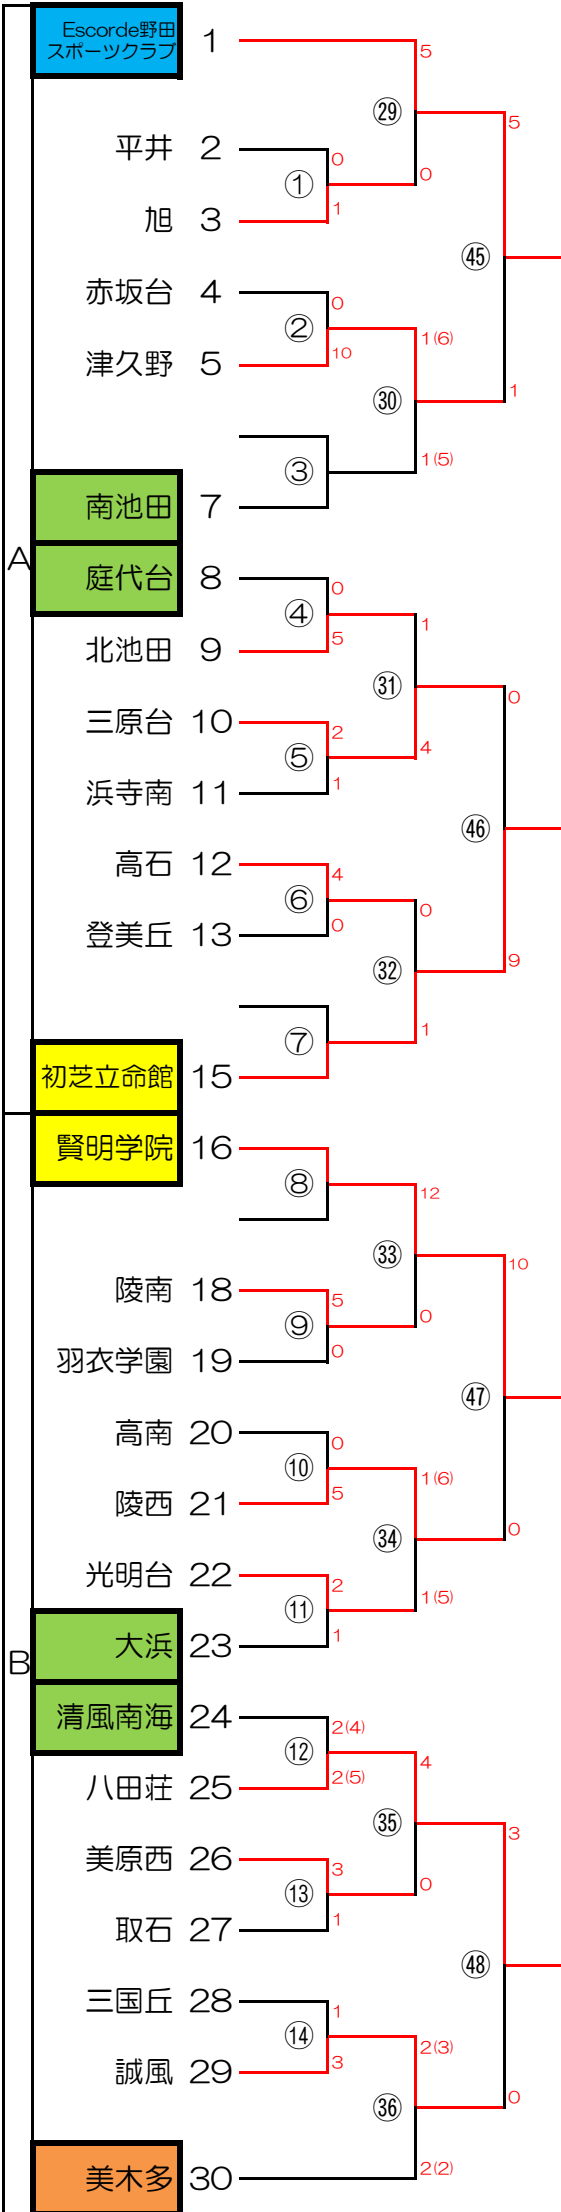 Escorde野田
スポーツクラブ 1
5
㉙
5
平井 2
0
①
0
旭 3
1
㊺
赤坂台 4
0
②
1(6)
津久野 5
10
㉚
1
③
1(5)
南池田 7
A
庭代台 8
0
④
1
北池田 9
5
㉛
0
三原台 10
2
⑤
4
浜寺南 11
1
㊻
高石 12
4
⑥
0
登美丘 13
0
㉜
9
⑦
1
初芝立命館 15
賢明学院 16
⑧
12
㉝
10
陵南 18
5
⑨
0
羽衣学園 19
0
㊼
高南 20
0
⑩
1(6)
陵西 21
5
㉞
0
光明台 22
2
⑪
1(5)
大浜 23
1
B
清風南海 24
2(4)
⑫
4
八田荘 25
2(5)
㉟
3
美原西 26
3
⑬
0
取石 27
1
㊽
三国丘 28
1
⑭
2(3)
誠風 29
3
㊱
0
美木多 30
2(2)